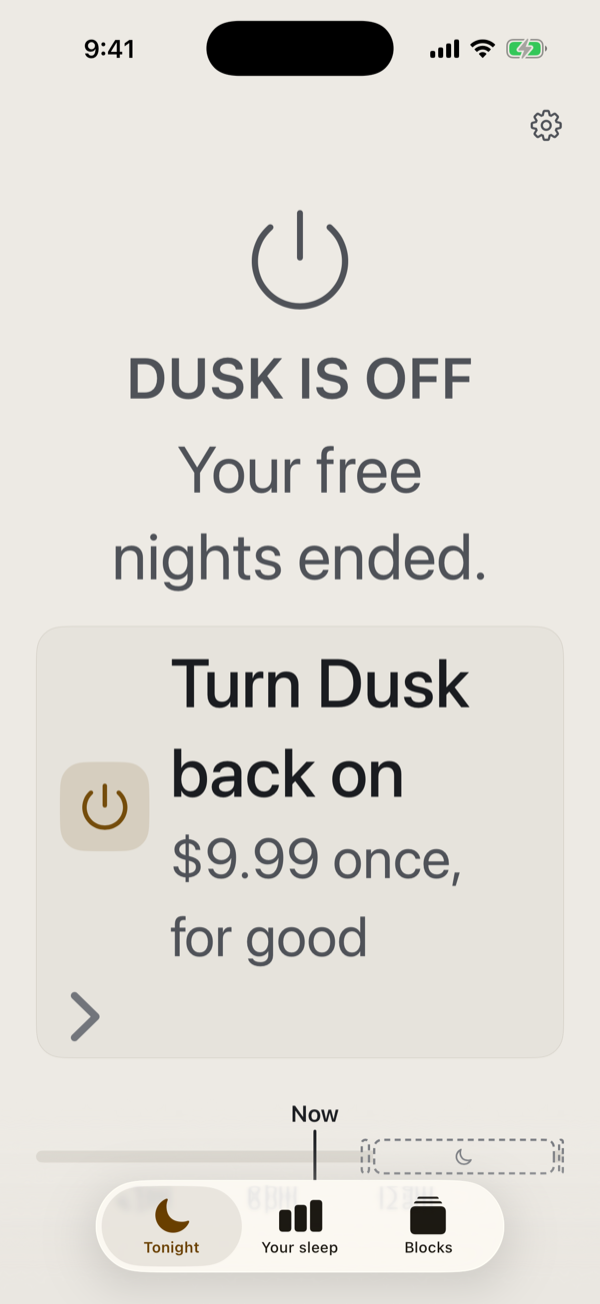 9:41
DUSK IS OFF
Your free
nights ended.
Turn Dusk
back on
$9.99 once,
for good
Now
Tonight
Your sleep
Blocks